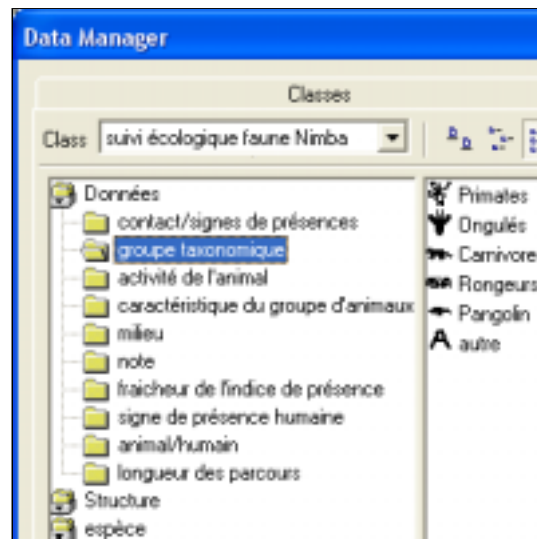 Data Manager
Classes
Class suivi écologique faune Nimba
Données
contact/signes de présences
groupe taxonomique
activité de l'animal
caractéristique du groupe d'animaux
milieu
note
fraicheur de l'indice de présence
signe de présence humaine
animal/humain
longueur des parcours
Structure
espèce
Primates
Ongulés
Carnivore
Rongeurs
Pangolin
autre